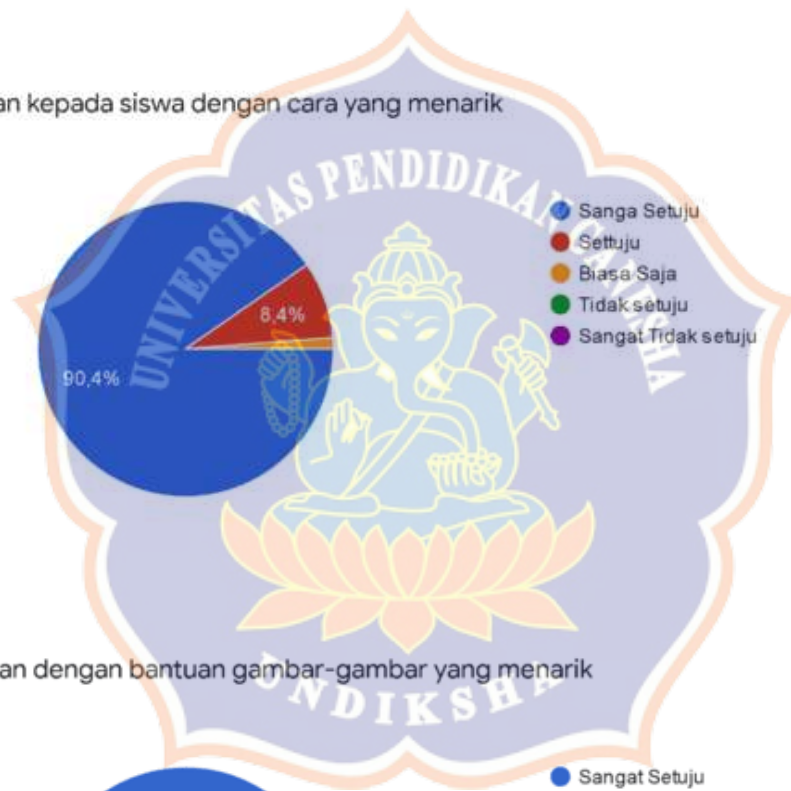 an kepada siswa dengan cara yang menarik
UNIVERSITAS PENDIDIKAN GANESHA
Sanga Setuju
Settuju
Biasa Saja
Tidak setuju
Sangat Tidak setuju
8,4%
90,4%
an dengan bantuan gambar-gambar yang menarik
UNDIKSHA
Sangat Setuju